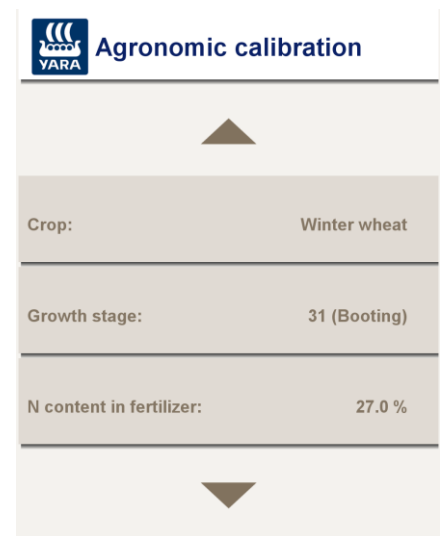 YARA
Agronomic calibration
Crop: Winter wheat
Growth stage: 31 (Booting)
N content in fertilizer: 27.0 %